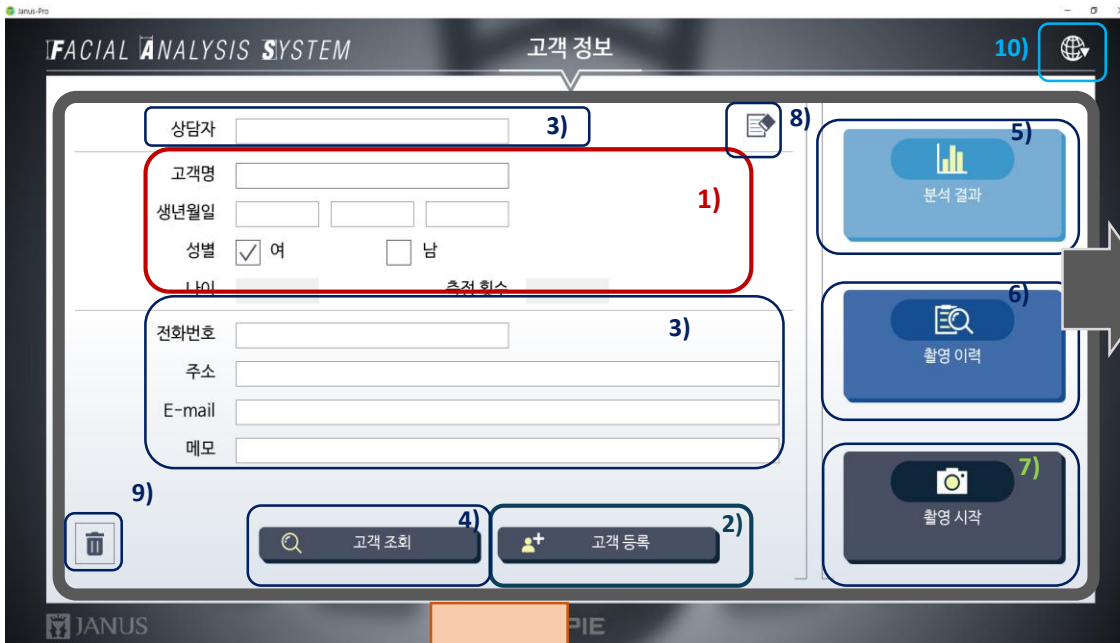 Janus-Pro
FACIAL ANALYSIS SYSTEM
고객 정보
10)
상담자
3)
8)
고객명
1)
생년월일
성별
여
남
나이
측정 횟수
전화번호
3)
주소
E-mail
메모
9)
4)
고객 조회
2)
고객 등록
5)
분석 결과
6)
촬영 이력
7)
촬영 시작
JANUS
PIE